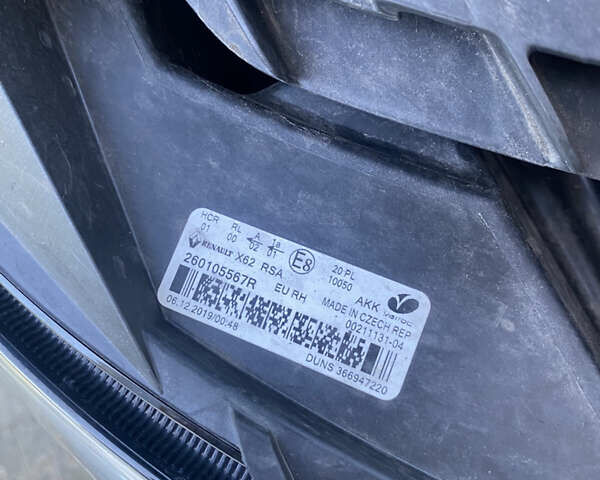 HCR RL A 1a
01 00 02 01
RENAULT X62 RSA E8 20 PL
10050
260105567R EU RH AKK varroc
MADE IN CZECH REP
00211131-04
06.12.2019/00:48
DUNS 366947220